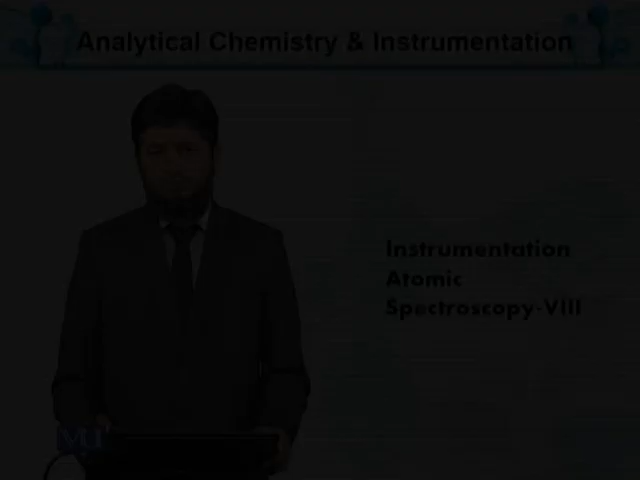 Analytical Chemistry & Instrumentation
Instrumentation
Atomic
Spectroscopy-VIII